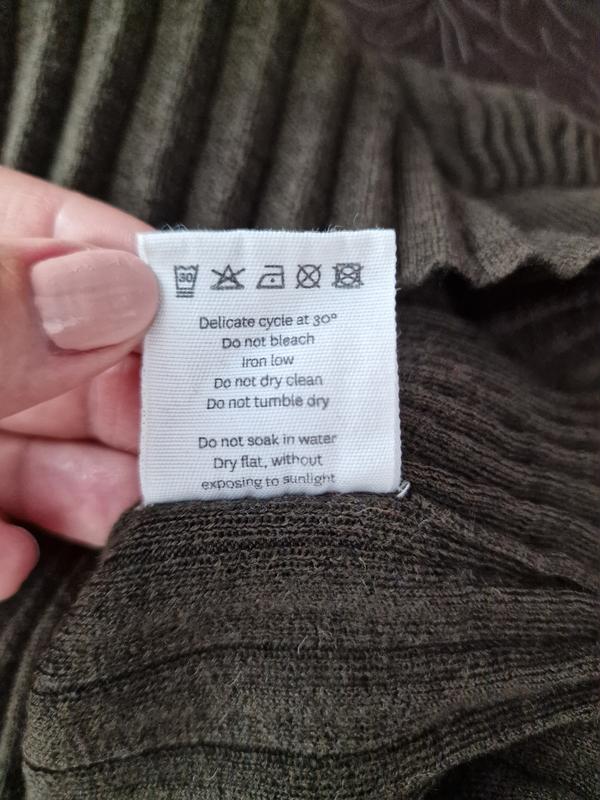 30
Delicate cycle at 30°
Do not bleach
Iron low
Do not dry clean
Do not tumble dry
Do not soak in water
Dry flat, without
exposing to sunlight